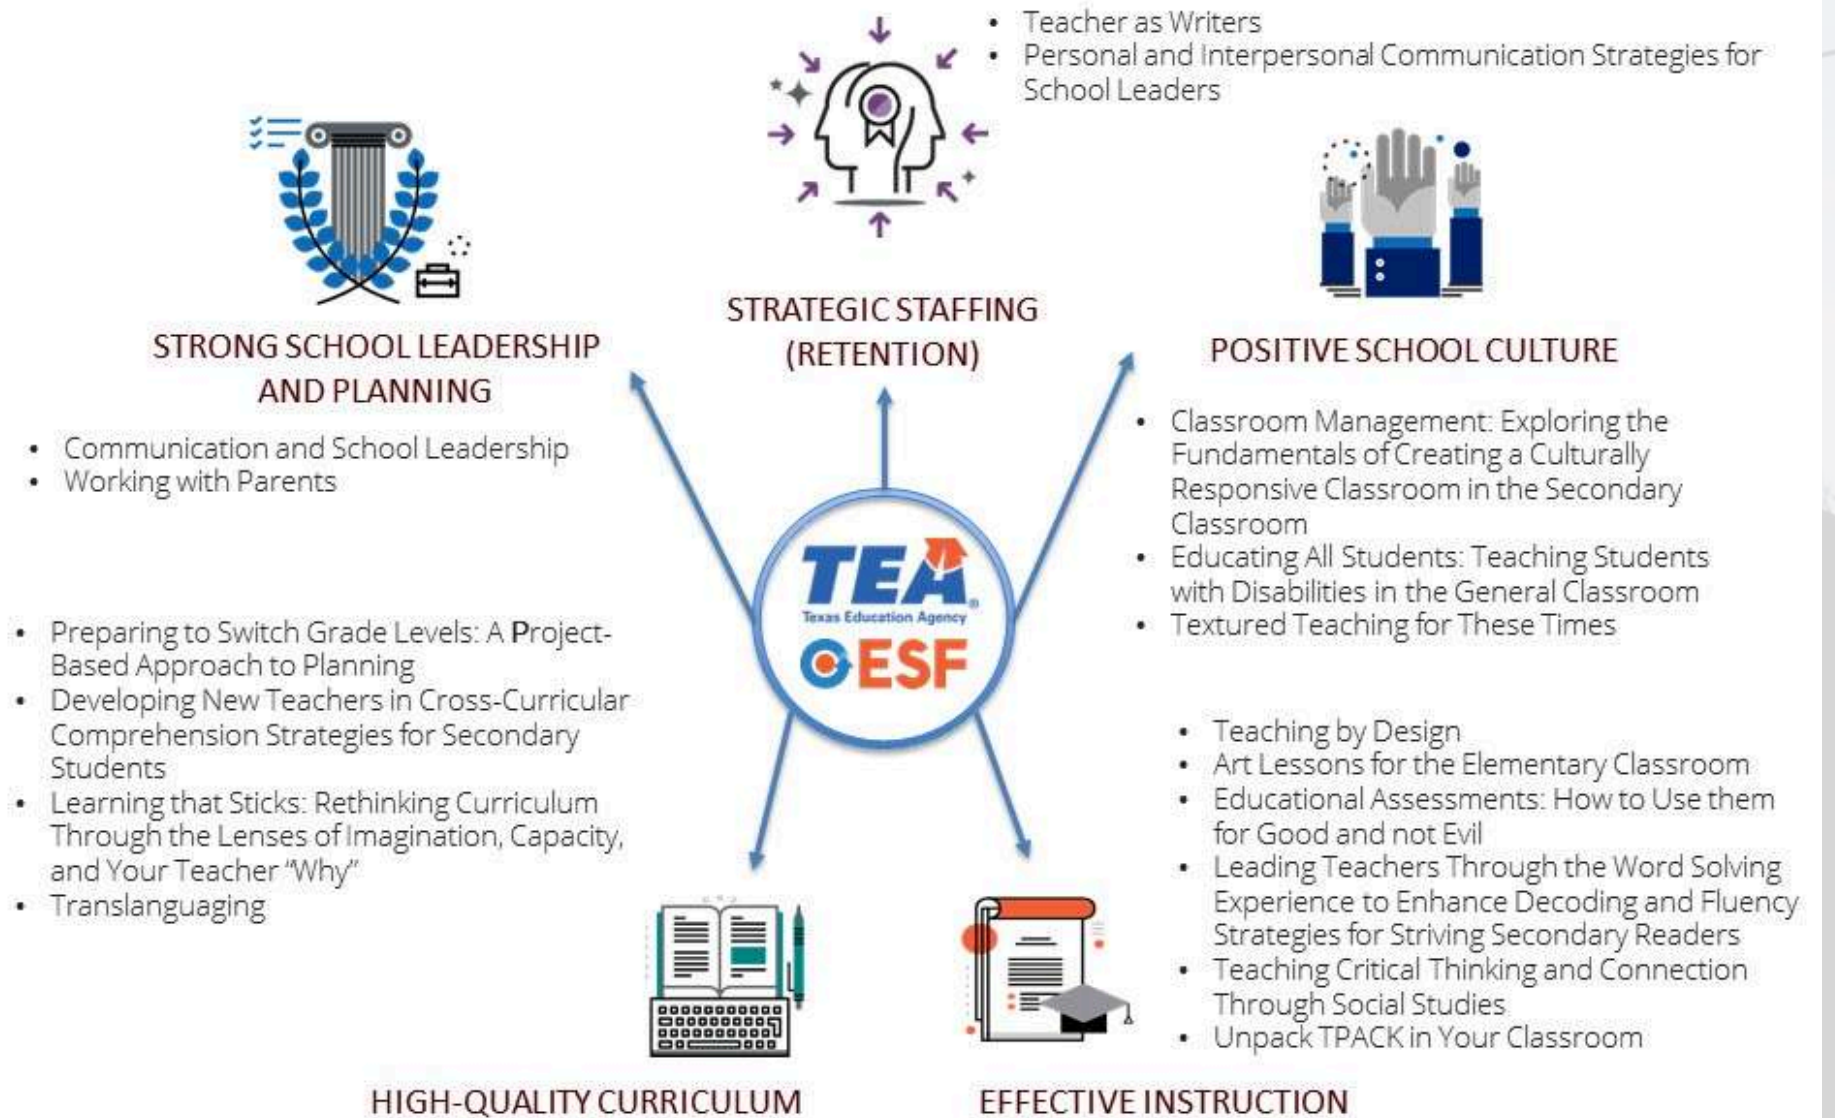 • Teacher as Writers
• Personal and Interpersonal Communication Strategies for
School Leaders
STRATEGIC STAFFING
(RETENTION)
STRONG SCHOOL LEADERSHIP
AND PLANNING
• Communication and School Leadership
• Working with Parents
POSITIVE SCHOOL CULTURE
• Classroom Management: Exploring the
Fundamentals of Creating a Culturally
Responsive Classroom in the Secondary
Classroom
• Educating All Students: Teaching Students
with Disabilities in the General Classroom
• Textured Teaching for These Times
TEA®
Texas Education Agency
ESF
• Preparing to Switch Grade Levels: A Project-
Based Approach to Planning
• Developing New Teachers in Cross-Curricular
Comprehension Strategies for Secondary
Students
• Learning that Sticks: Rethinking Curriculum
Through the Lenses of Imagination, Capacity,
and Your Teacher “Why”
• Translanguaging
HIGH-QUALITY CURRICULUM
• Teaching by Design
• Art Lessons for the Elementary Classroom
• Educational Assessments: How to Use them
for Good and not Evil
• Leading Teachers Through the Word Solving
Experience to Enhance Decoding and Fluency
Strategies for Striving Secondary Readers
• Teaching Critical Thinking and Connection
Through Social Studies
• Unpack TPACK in Your Classroom
EFFECTIVE INSTRUCTION